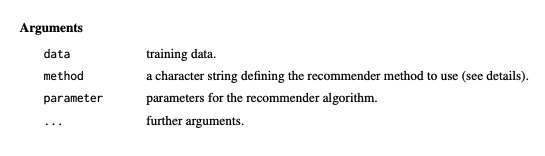 Arguments
data training data.
method a character string defining the recommender method to use (see details).
parameter parameters for the recommender algorithm.
... further arguments.